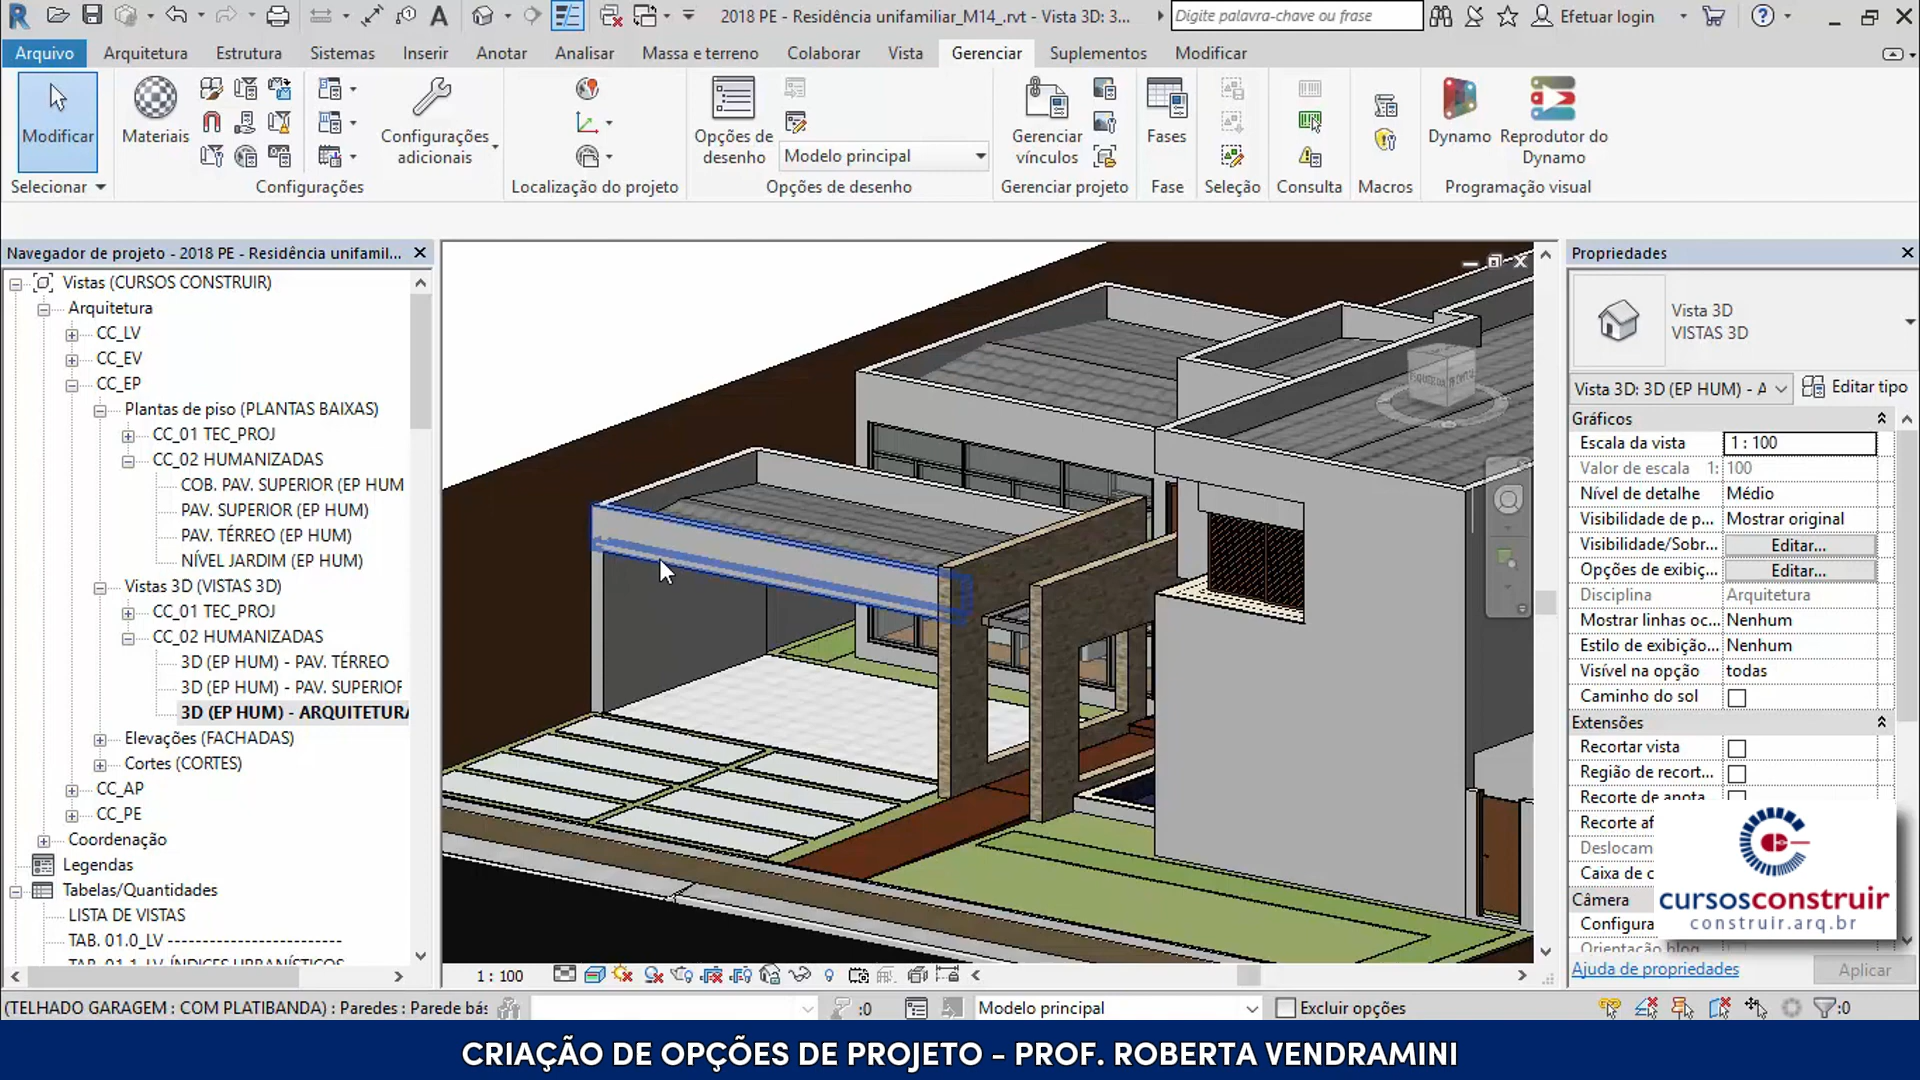 2018 PE - Residência unifamiliar_M14_.rvt - Vista 3D: 3...
Digite palavra-chave ou frase
Efetuar login
Arquivo
Arquitetura
Estrutura
Sistemas
Inserir
Anotar
Analisar
Massa e terreno
Colaborar
Vista
Gerenciar
Suplementos
Modificar
Modificar
Materiais
Configurações
adicionais
Opções de
desenho
Modelo principal
Gerenciar
vínculos
Fases
Dynamo
Reprodutor do
Dynamo
Selecionar
Configurações
Localização do projeto
Opções de desenho
Gerenciar projeto
Fase
Seleção
Consulta
Macros
Programação visual
Navegador de projeto - 2018 PE - Residência unifamil...
Vistas (CURSOS CONSTRUIR)
Arquitetura
CC_LV
CC_EV
CC_EP
Plantas de piso (PLANTAS BAIXAS)
CC_01 TEC_PROJ
CC_02 HUMANIZADAS
COB. PAV. SUPERIOR (EP HUM
PAV. SUPERIOR (EP HUM)
PAV. TÉRREO (EP HUM)
NÍVEL JARDIM (EP HUM)
Vistas 3D (VISTAS 3D)
CC_01 TEC_PROJ
CC_02 HUMANIZADAS
3D (EP HUM) - PAV. TÉRREO
3D (EP HUM) - PAV. SUPERIOR
3D (EP HUM) - ARQUITETURA
Elevações (FACHADAS)
Cortes (CORTES)
CC_AP
CC_PE
Coordenação
Legendas
Tabelas/Quantidades
LISTA DE VISTAS
TAB. 01.0_LV -------------------------
TAB. 01.1_LV_ÍNDICES URBANÍSTICOS
1 : 100
Propriedades
Vista 3D
VISTAS 3D
Vista 3D: 3D (EP HUM) - A
Editar tipo
Gráficos
Escala da vista 1 : 100
Valor de escala 1: 100
Nível de detalhe Médio
Visibilidade de p... Mostrar original
Visibilidade/Sobr... Editar...
Opções de exibiç... Editar...
Disciplina Arquitetura
Mostrar linhas oc... Nenhum
Estilo de exibição... Nenhum
Visível na opção todas
Caminho do sol
Extensões
Recortar vista
Região de recort...
Recorte de anota
Recorte af
Deslocam
Caixa de c
Câmera
Configura
Orientação bloq
cursosconstruir
construir.arq.br
Ajuda de propriedades
Aplicar
(TELHADO GARAGEM : COM PLATIBANDA) : Paredes : Parede bás
:0
Modelo principal
Excluir opções
:0
CRIAÇÃO DE OPÇÕES DE PROJETO - PROF. ROBERTA VENDRAMINI